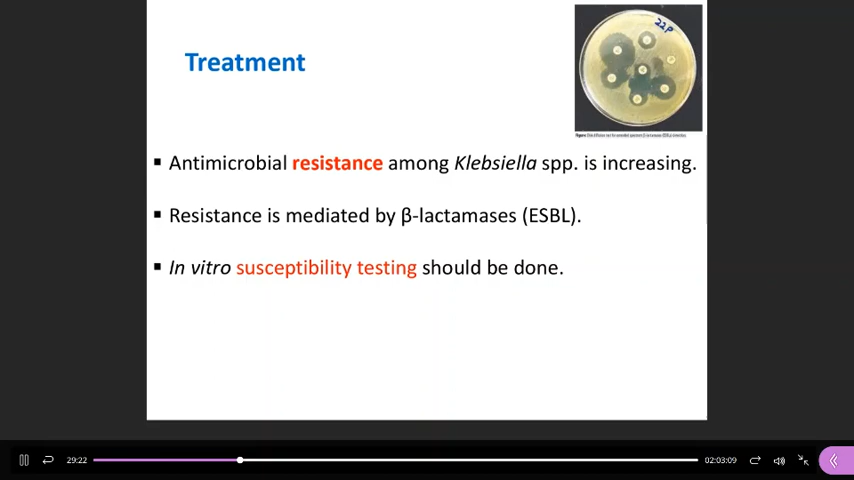 22P
Treatment
▪ Antimicrobial resistance among Klebsiella spp. is increasing.
▪ Resistance is mediated by β-lactamases (ESBL).
▪ In vitro susceptibility testing should be done.
29:22
02:03:09